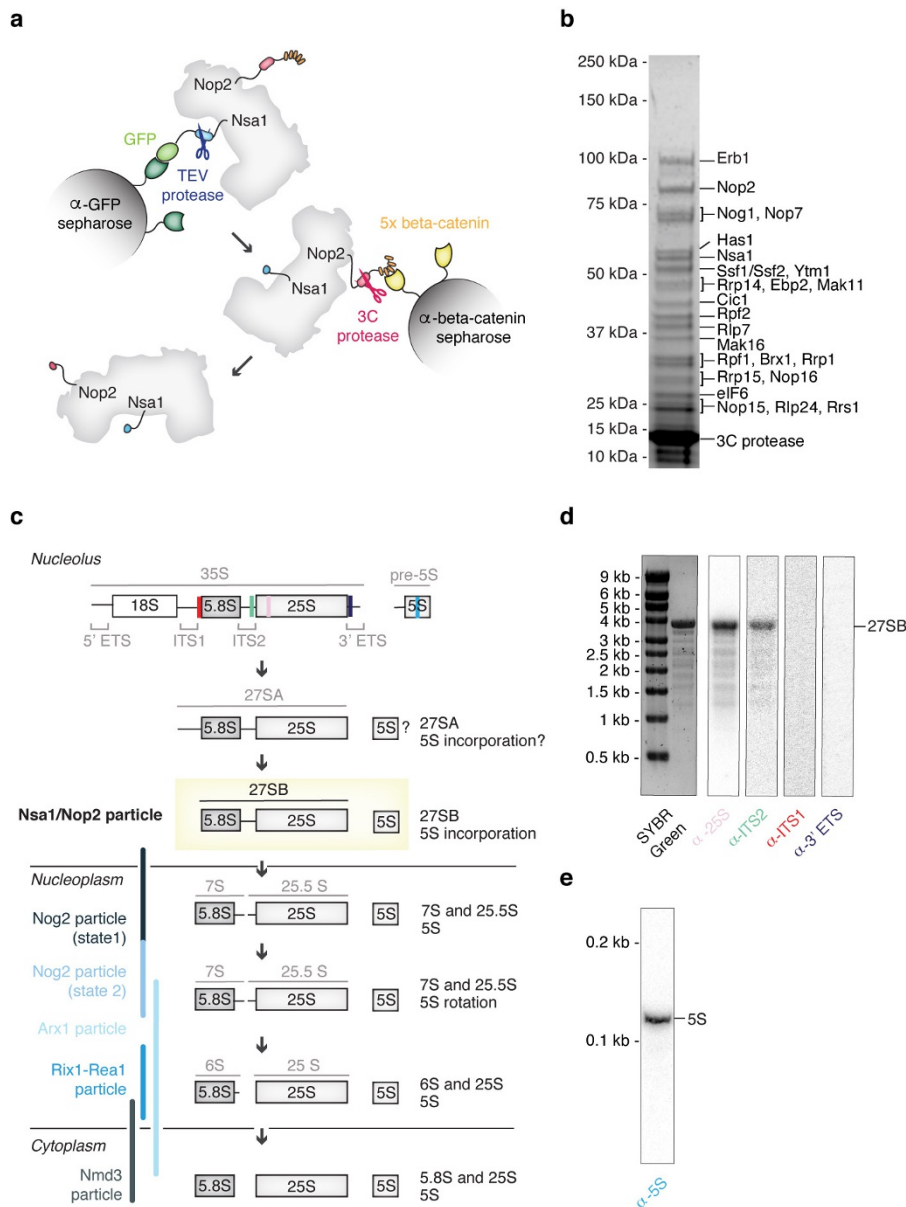 a
Nop2
Nsa1
GFP
TEV
protease
α-GFP
sepharose
Nop2
Nsa1
5x beta-catenin
3C
protease
α-beta-catenin
sepharose
Nop2
Nsa1
b
250 kDa -
150 kDa -
100 kDa -
75 kDa -
50 kDa -
37 kDa -
25 kDa -
15 kDa -
10 kDa -
Erb1
Nop2
Nog1, Nop7
Has1
Nsa1
Ssf1/Ssf2, Ytm1
Rrp14, Ebp2, Mak11
Cic1
Rpf2
Rlp7
Mak16
Rpf1, Brx1, Rrp1
Rrp15, Nop16
eIF6
Nop15, Rlp24, Rrs1
3C protease
c
Nucleolus
35S
pre-5S
18S
5.8S
25S
5S
5' ETS
ITS1
ITS2
3' ETS
27SA
5.8S
25S
5S
?
27SA
5S incorporation?
Nsa1/Nop2 particle
27SB
5.8S
25S
5S
27SB
5S incorporation
Nucleoplasm
Nog2 particle
(state1)
7S
25.5 S
5.8S
25S
5S
7S and 25.5S
5S
Nog2 particle
(state 2)
7S
25.5 S
5.8S
25S
5S
7S and 25.5S
5S rotation
Arx1 particle
Rix1-Rea1
particle
6S
25 S
5.8S
25S
5S
6S and 25S
5S
Cytoplasm
Nmd3
particle
5.8S
25S
5S
5.8S and 25S
5S
d
9 kb -
6 kb -
5 kb -
4 kb -
3 kb -
2.5 kb -
2 kb -
1.5 kb -
1 kb -
0.5 kb -
27SB
SYBR
Green
α-25S
α-ITS2
α-ITS1
α-3' ETS
e
0.2 kb -
0.1 kb -
5S
α-5S